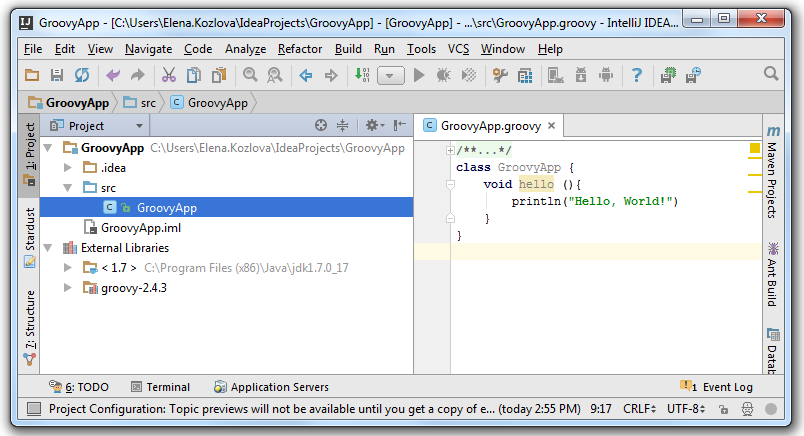 GroovyApp - [C:\Users\Elena.Kozlova\IdeaProjects\GroovyApp] - [GroovyApp] - ...\src\GroovyApp.groovy - IntelliJ IDEA...
File Edit View Navigate Code Analyze Refactor Build Run Tools VCS Window Help
GroovyApp src GroovyApp
1: Project
Stardust
7: Structure
Project
GroovyApp C:\Users\Elena.Kozlova\IdeaProjects\GroovyApp
.idea
src
GroovyApp
GroovyApp.iml
External Libraries
< 1.7 > C:\Program Files (x86)\Java\jdk1.7.0_17
groovy-2.4.3
GroovyApp.groovy
/**...*/
class GroovyApp {
void hello (){
println("Hello, World!")
}
}
Maven Projects
Ant Build
Datab
6: TODO Terminal Application Servers 1 Event Log
Project Configuration: Topic previews will not be available until you get a copy of e... (today 2:55 PM) 9:17 CRLF UTF-8